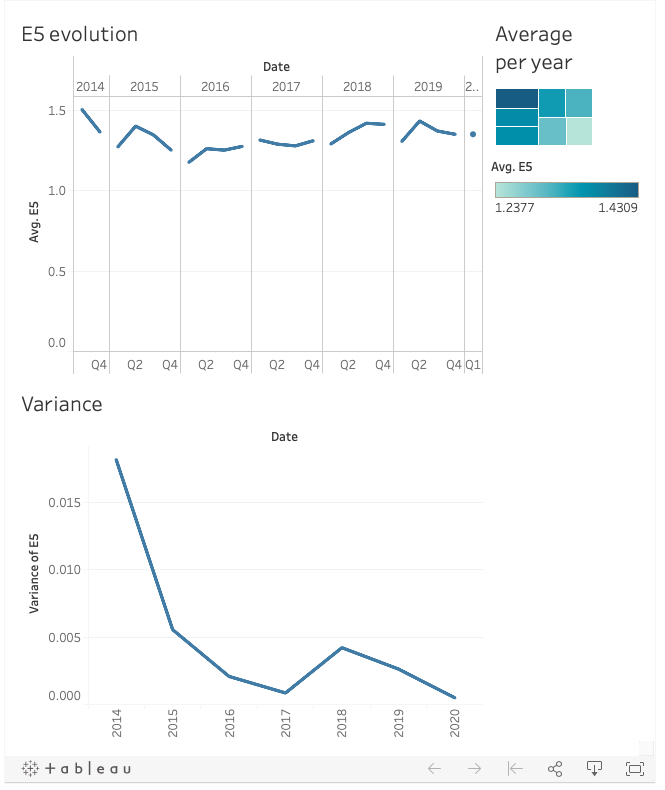 E5 evolution
Date
2014 2015 2016 2017 2018 2019 2..
1.5
1.0
0.5
0.0
Avg. E5
Q4 Q2 Q4 Q2 Q4 Q2 Q4 Q2 Q4 Q2 Q4 Q1
Average
per year
Avg. E5
1.2377 1.4309
Variance
Date
0.015
0.010
0.005
0.000
Variance of E5
2014 2015 2016 2017 2018 2019 2020
+ableau